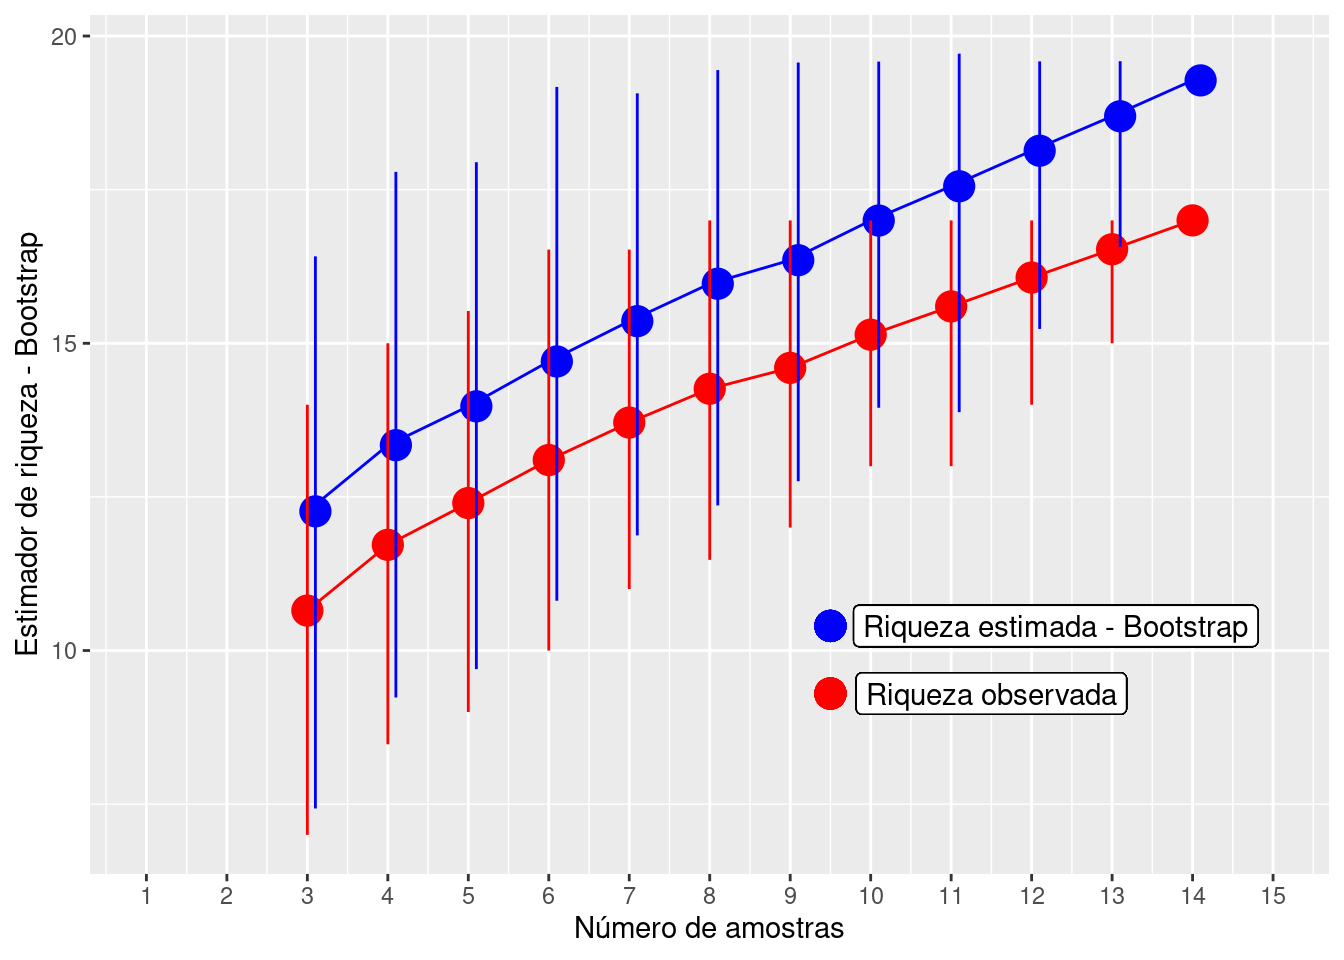 Estimador de riqueza - Bootstrap
20
15
10
Riqueza estimada - Bootstrap
Riqueza observada
1 2 3 4 5 6 7 8 9 10 11 12 13 14 15
Número de amostras